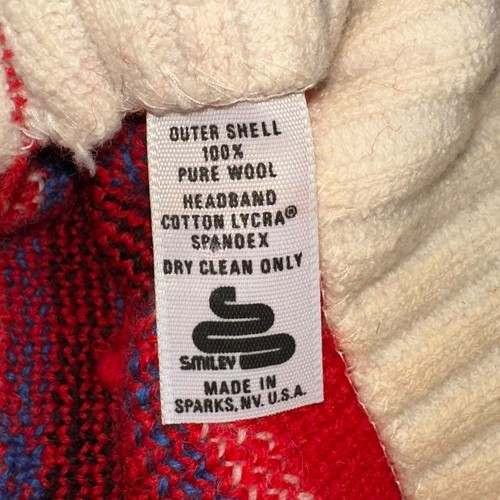 OUTER SHELL
100%
PURE WOOL
HEADBAND
COTTON LYCRA®
SPANDEX
DRY CLEAN ONLY
SMILEY
MADE IN
SPARKS, NV. U.S.A.